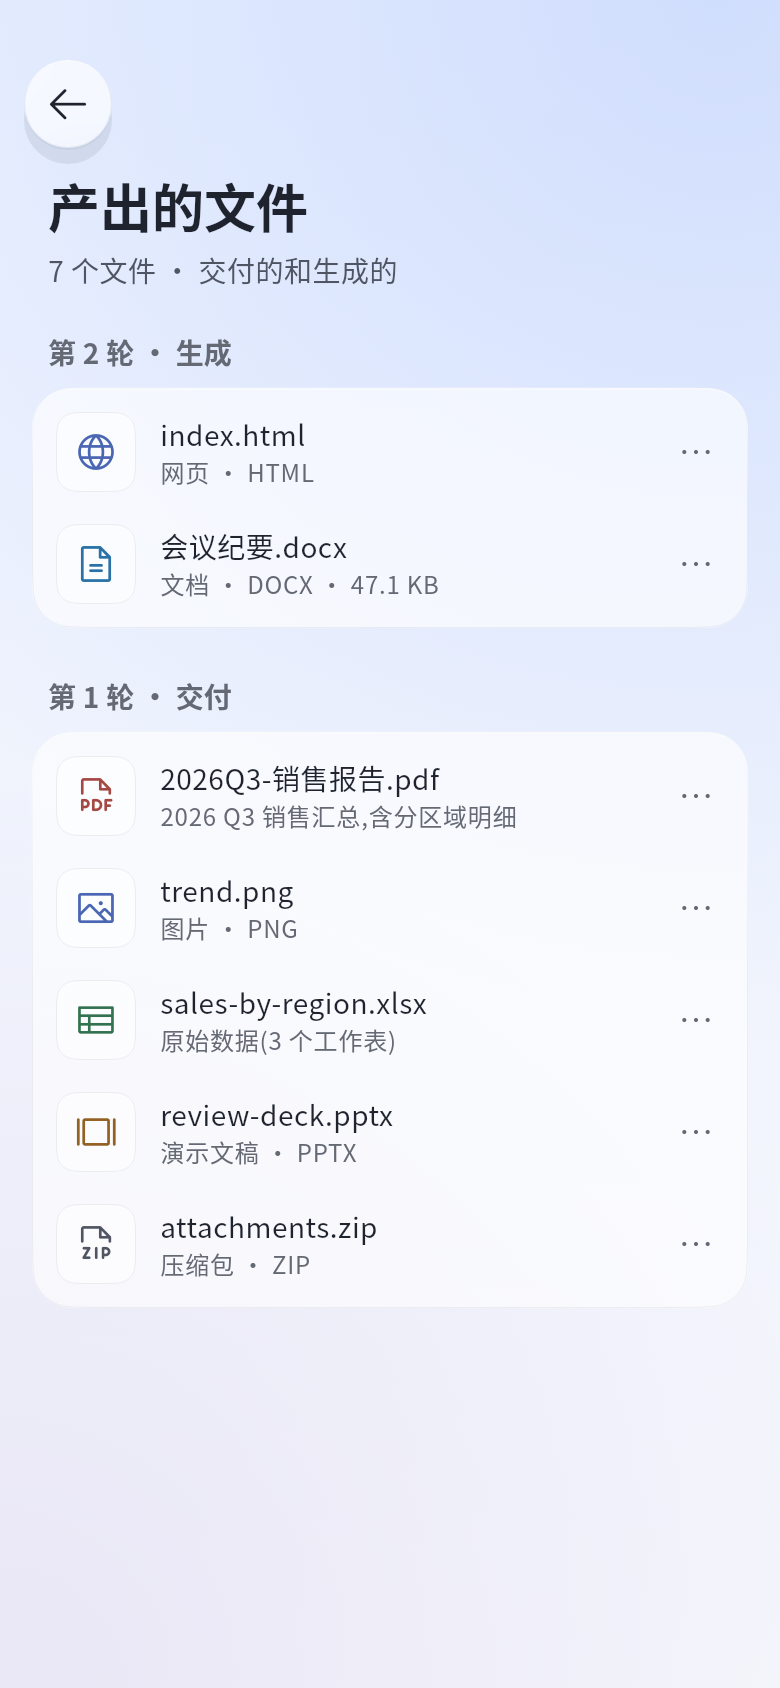 产出的文件
7 个文件 · 交付的和生成的
第 2 轮 · 生成
index.html
网页 · HTML
会议纪要.docx
文档 · DOCX · 47.1 KB
第 1 轮 · 交付
PDF
2026Q3-销售报告.pdf
2026 Q3 销售汇总,含分区域明细
trend.png
图片 · PNG
sales-by-region.xlsx
原始数据(3 个工作表)
review-deck.pptx
演示文稿 · PPTX
ZIP
attachments.zip
压缩包 · ZIP